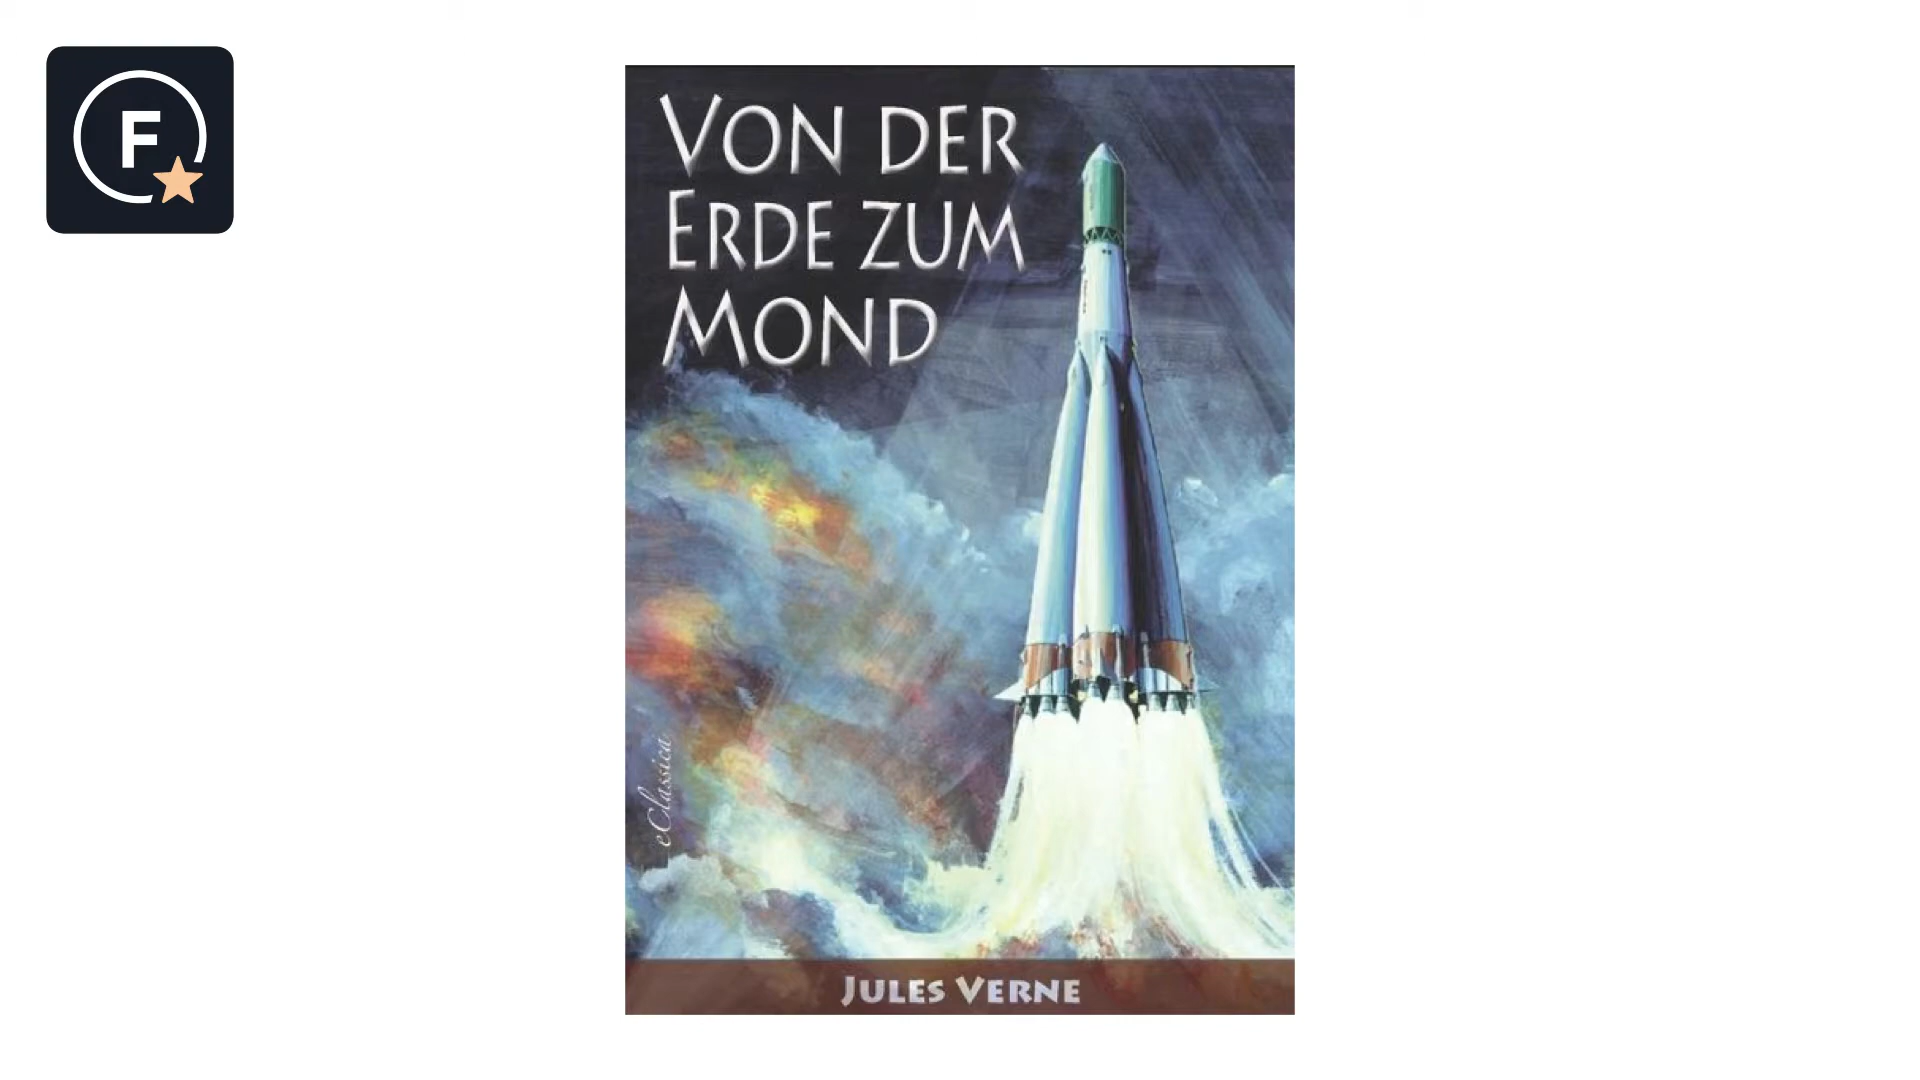 F
Von der
Erde zum
Mond
eClassica
Jules Verne